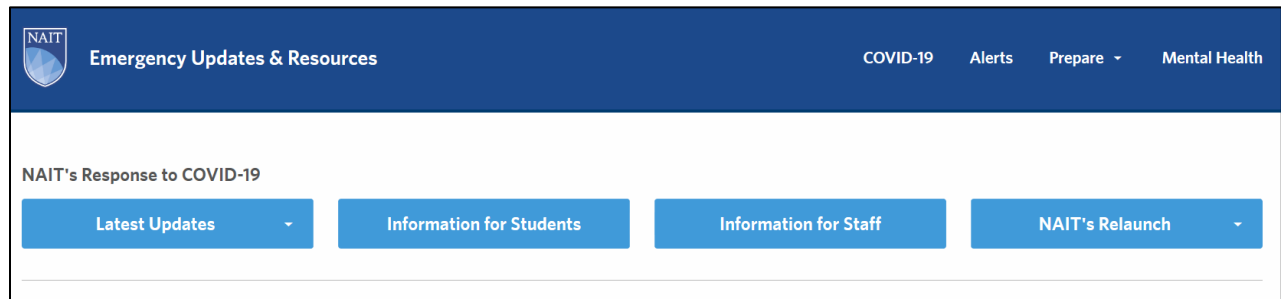 NAIT
Emergency Updates & Resources
COVID-19 Alerts Prepare Mental Health
NAIT's Response to COVID-19
Latest Updates Information for Students Information for Staff NAIT's Relaunch